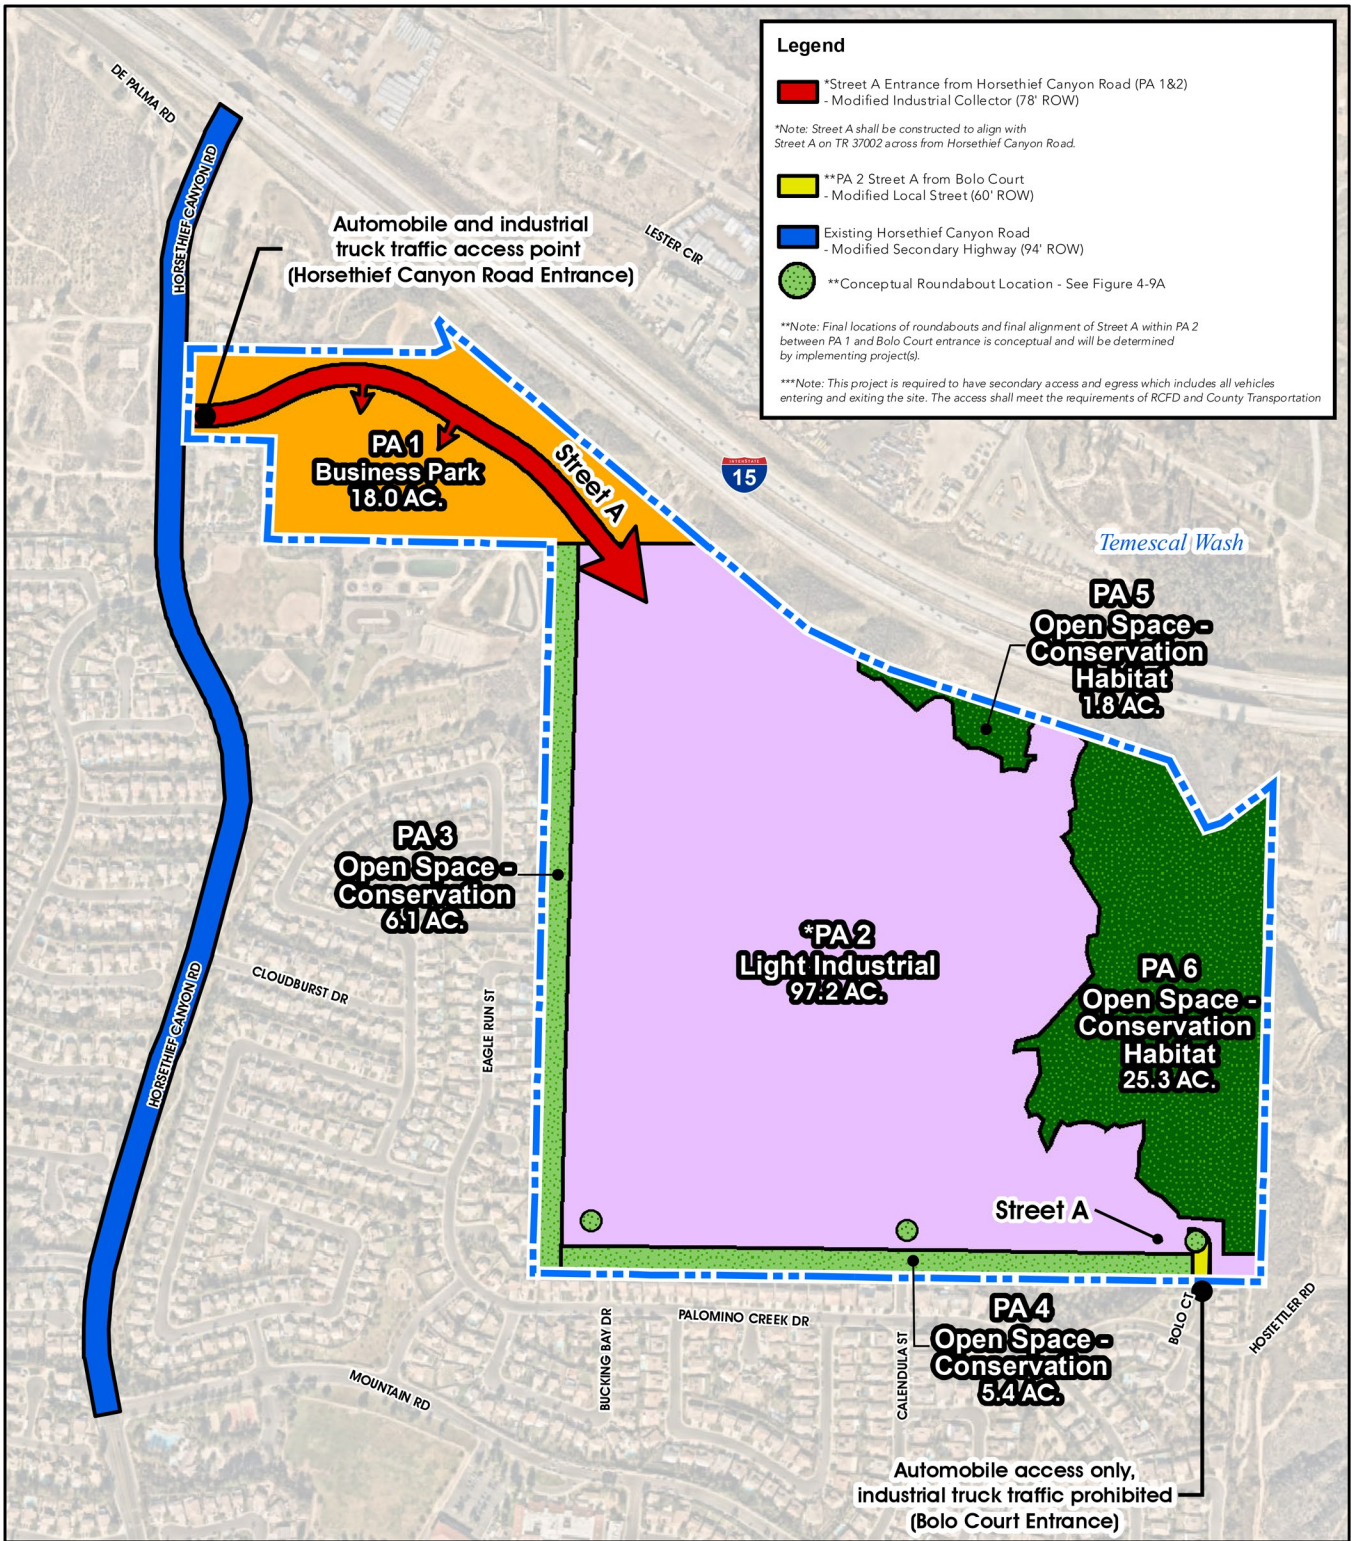 Legend
*Street A Entrance from Horsethief Canyon Road (PA 1&2)
- Modified Industrial Collector (78' ROW)
*Note: Street A shall be constructed to align with
Street A on TR 37002 across from Horsethief Canyon Road.
**PA 2 Street A from Bolo Court
- Modified Local Street (60' ROW)
Existing Horsethief Canyon Road
- Modified Secondary Highway (94' ROW)
**Conceptual Roundabout Location - See Figure 4-9A
**Note: Final locations of roundabouts and final alignment of Street A within PA 2
between PA 1 and Bolo Court entrance is conceptual and will be determined
by implementing project(s).
***Note: This project is required to have secondary access and egress which includes all vehicles
entering and exiting the site. The access shall meet the requirements of RCFD and County Transportation
DE PALMA RD
HORSETHIEF CANYON RD
Automobile and industrial
truck traffic access point
(Horsethief Canyon Road Entrance)
LESTER CIR
PA 1
Business Park
18.0 AC.
Street A
INTERSTATE
15
Temescal Wash
PA 5
Open Space -
Conservation
Habitat
1.8 AC.
PA 3
Open Space -
Conservation
6.1 AC.
*PA 2
Light Industrial
97.2 AC.
PA 6
Open Space -
Conservation
Habitat
25.3 AC.
CLOUDBURST DR
EAGLE RUN ST
HORSETHIEF CANYON RD
Street A
PA 4
Open Space -
Conservation
5.4 AC.
BUCKING BAY DR
PALOMINO CREEK DR
CALENDULA ST
BOLO CT
HOSTETTLER RD
MOUNTAIN RD
Automobile access only,
industrial truck traffic prohibited
(Bolo Court Entrance)